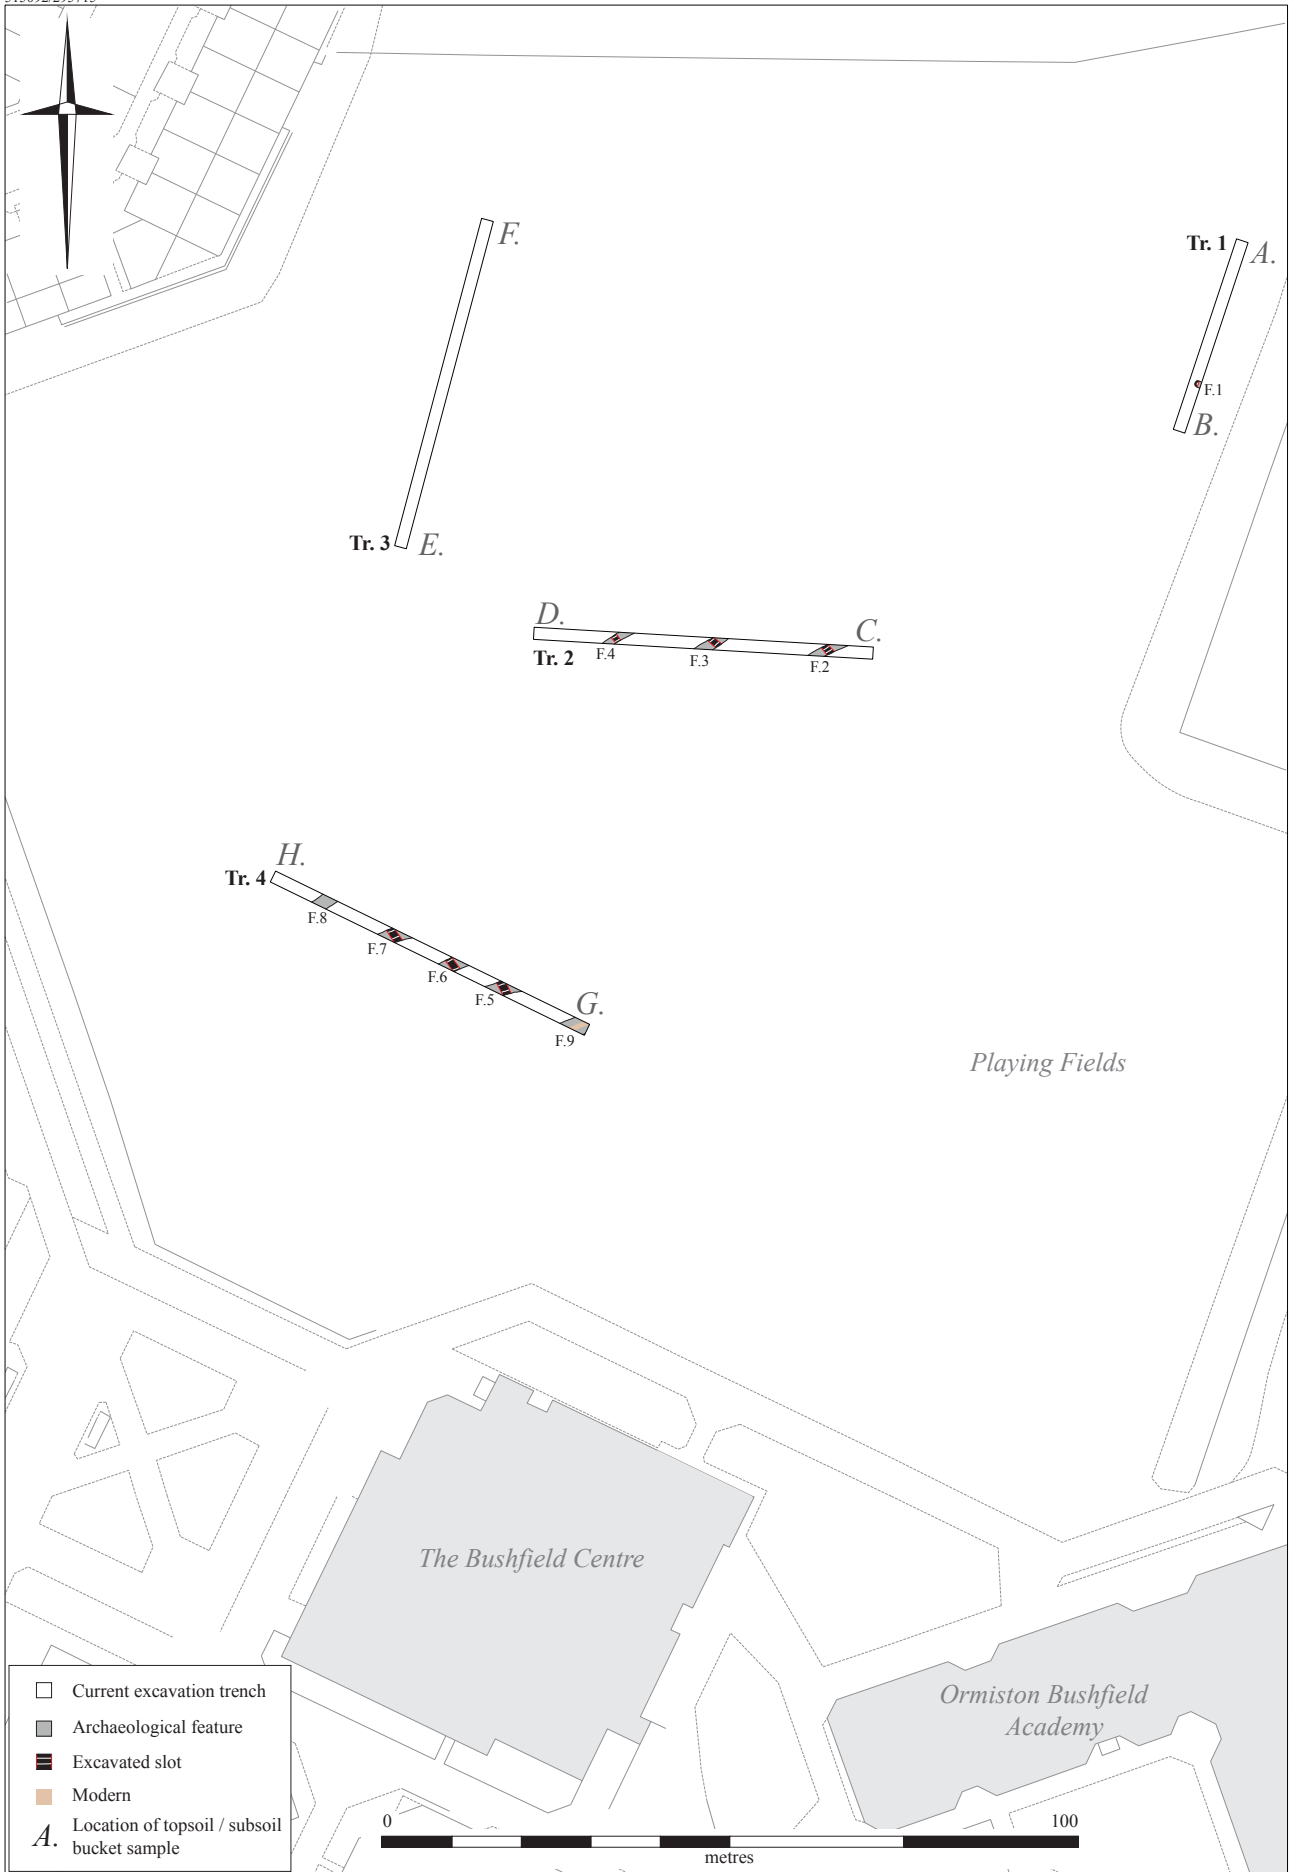 F.
Tr. 1
A.
F.1
B.
Tr. 3
E.
D.
C.
Tr. 2
F.4
F.3
F.2
H.
Tr. 4
F.8
F.7
F.6
F.5
G.
F.9
Playing Fields
The Bushfield Centre
Ormiston Bushfield
Academy
Current excavation trench
Archaeological feature
Excavated slot
Modern
A.
Location of topsoil / subsoil
bucket sample
0
100
metres